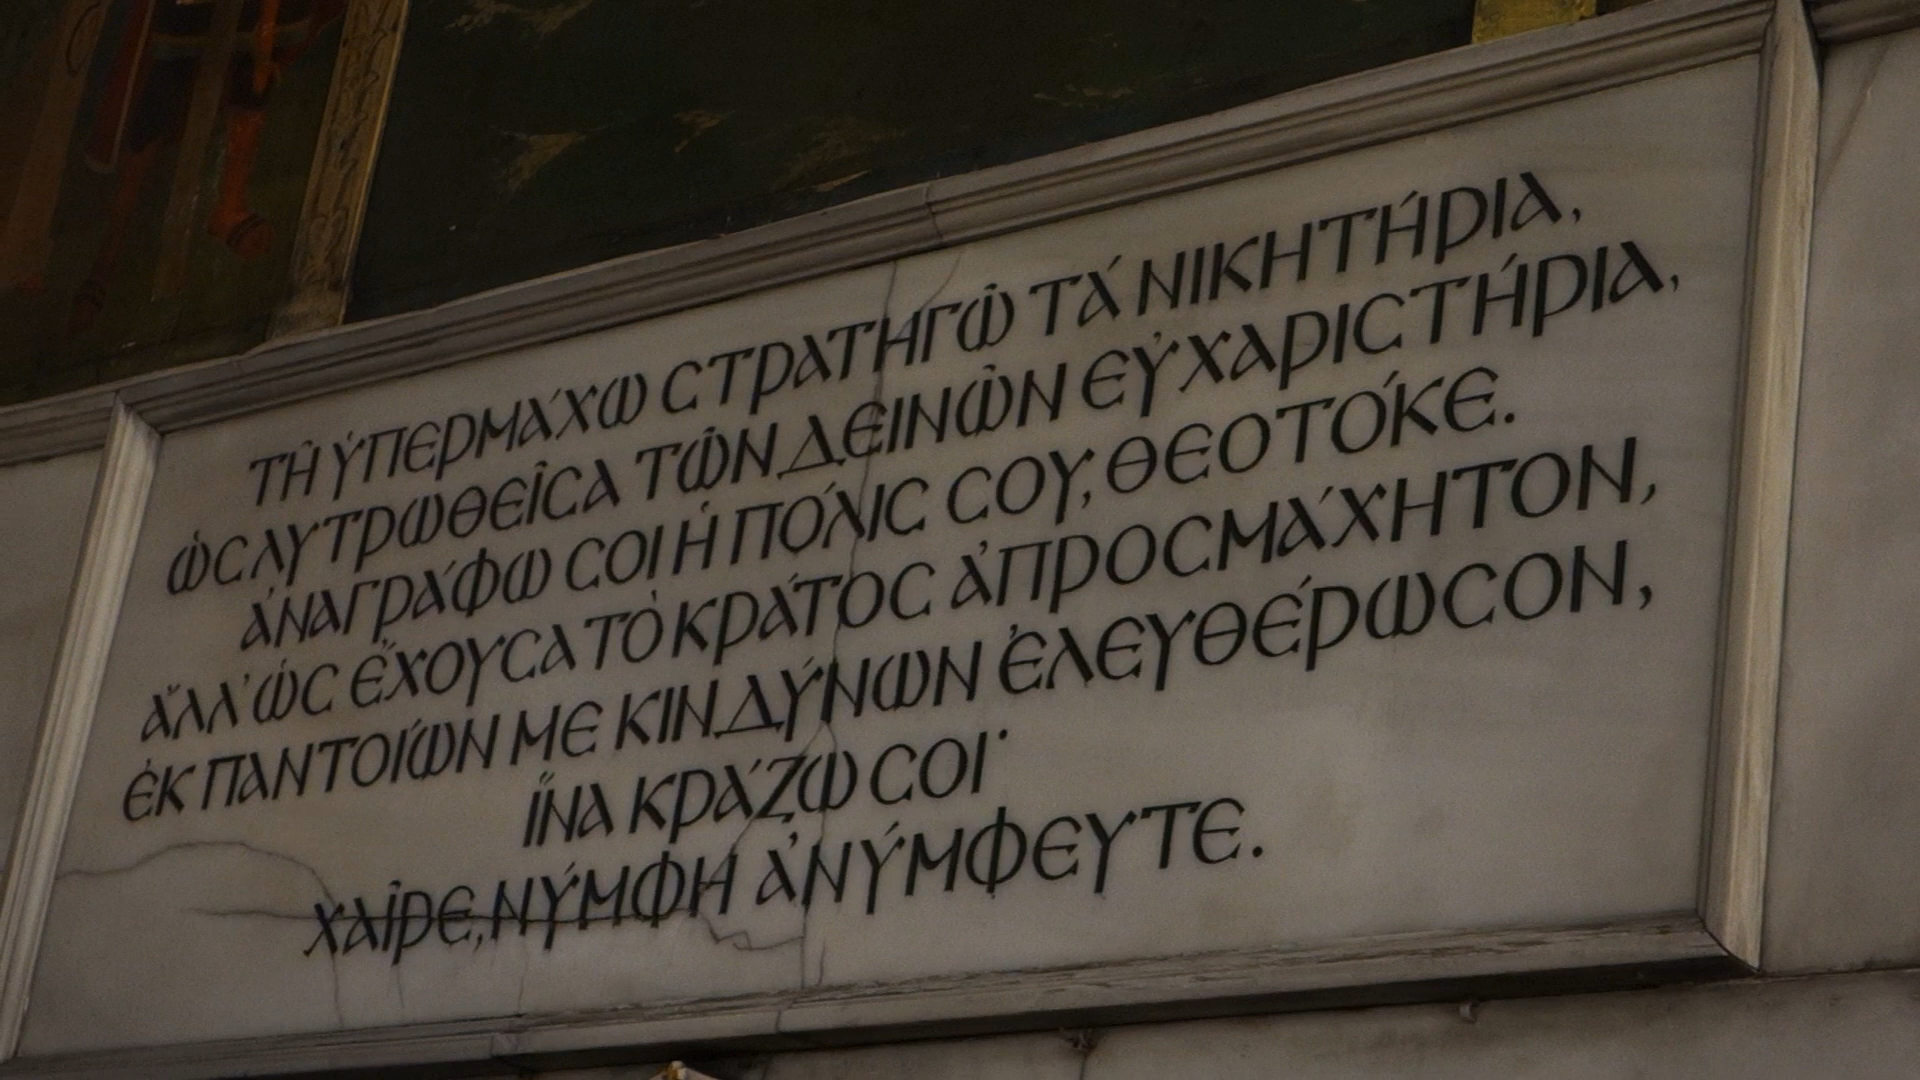 ΤΗ͂ ὙΠΕΡΜΆΧΩ ϹΤΡΑΤΗΓΩ͂ ΤᾺ ΝΙΚΗΤΉΡΙΑ,
ὩϹ ΛΥΤΡΩΘΕΙ͂ϹΑ ΤΩ͂Ν ΔΕΙΝΩ͂Ν ΕΥ̓ΧΑΡΙϹΤΉΡΙΑ,
ἈΝΑΓΡΆΦΩ ϹΟΙ Ἡ ΠΌΛΙϹ ϹΟΥ, ΘΕΟΤΌΚΕ.
ἈΛΛ' ὩϹ ἜΧΟΥϹΑ ΤῸ ΚΡΆΤΟϹ ἈΠΡΟϹΜΆΧΗΤΟΝ,
ἘΚ ΠΑΝΤΟΊΩΝ ΜΕ ΚΙΝΔΎΝΩΝ ἘΛΕΥΘΈΡΩϹΟΝ,
ἽΝΑ ΚΡΆΖΩ ϹΟΙ·
ΧΑΙ͂ΡΕ, ΝΎΜΦΗ ἈΝΎΜΦΕΥΤΕ.